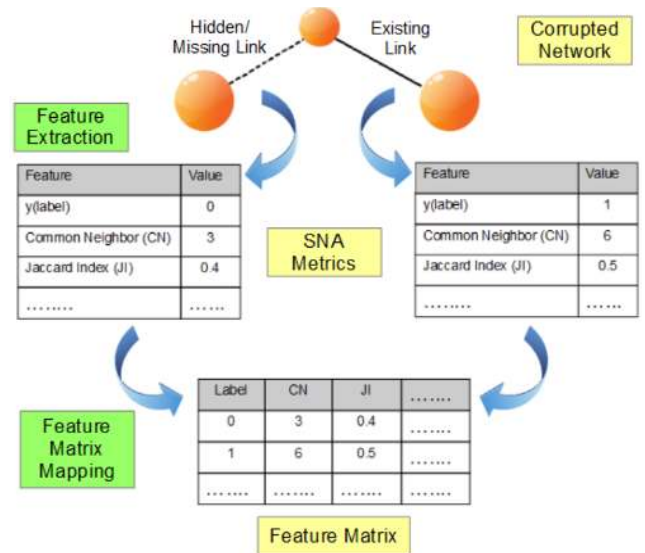 Hidden/
Missing Link
Existing
Link
Corrupted
Network
Feature
Extraction
Feature Value
y(label) 0
Common Neighbor (CN) 3
Jaccard Index (JI) 0.4
........ ......
SNA
Metrics
Feature Value
y(label) 1
Common Neighbor (CN) 6
Jaccard Index (JI) 0.5
........ ......
Feature
Matrix
Mapping
Label CN JI .......
0 3 0.4 .......
1 6 0.5 .......
....... ....... ....... .......
Feature Matrix